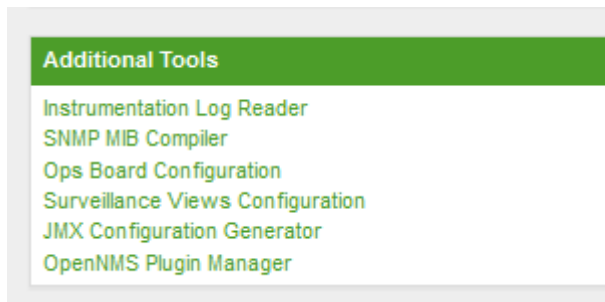 Additional Tools
Instrumentation Log Reader
SNMP MIB Compiler
Ops Board Configuration
Surveillance Views Configuration
JMX Configuration Generator
OpenNMS Plugin Manager